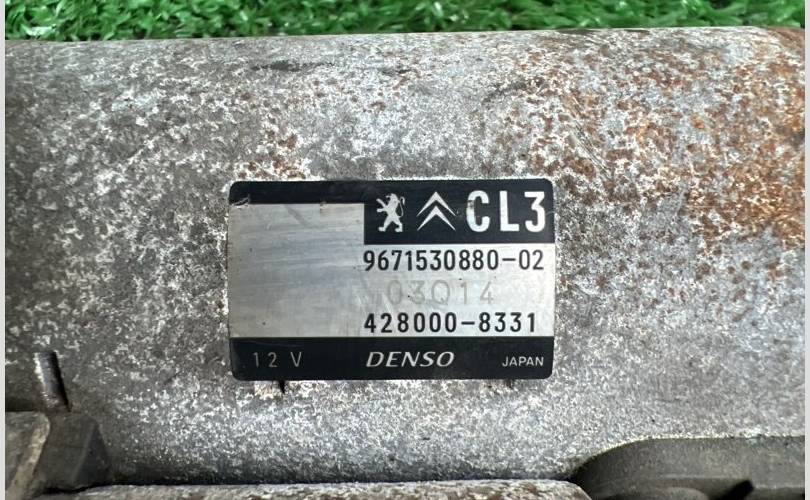 CL3
9671530880-02
03Q14
428000-8331
12 V DENSO JAPAN